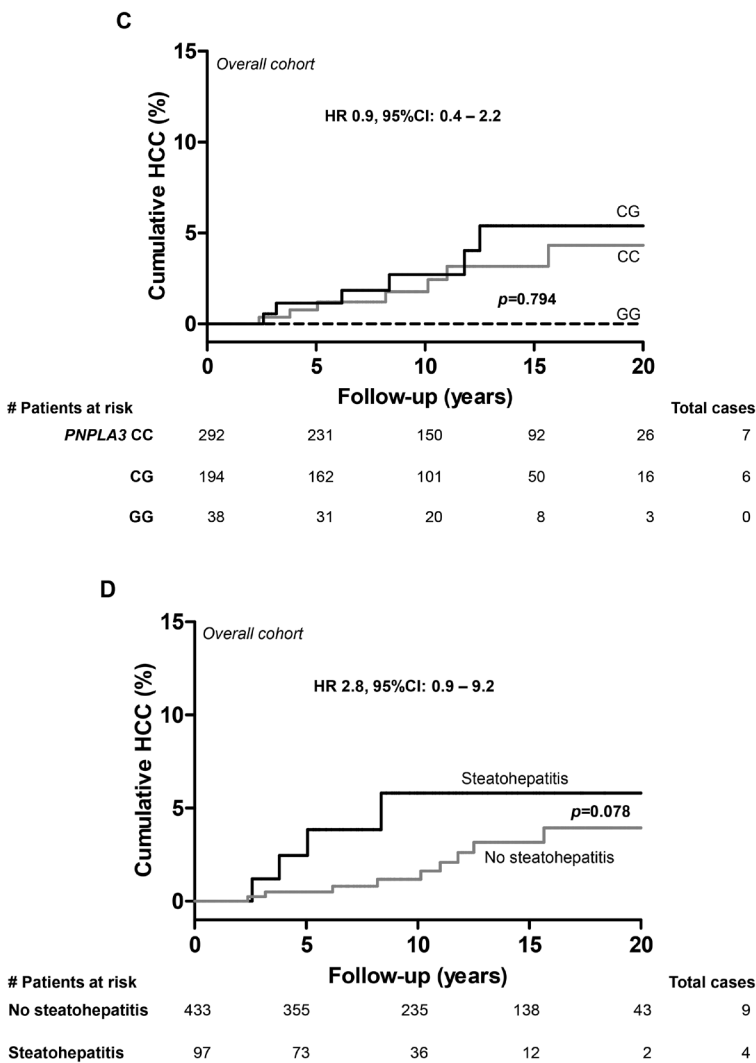 C
15
Overall cohort
HR 0.9, 95%CI: 0.4 – 2.2
10
Cumulative HCC (%)
CG
5
CC
p=0.794
GG
0
0 5 10 15 20
Follow-up (years)
# Patients at risk Total cases
PNPLA3 CC 292 231 150 92 26 7
CG 194 162 101 50 16 6
GG 38 31 20 8 3 0
D
15
Overall cohort
HR 2.8, 95%CI: 0.9 – 9.2
10
Cumulative HCC (%)
Steatohepatitis
p=0.078
5
No steatohepatitis
0
0 5 10 15 20
Follow-up (years)
# Patients at risk Total cases
No steatohepatitis 433 355 235 138 43 9
Steatohepatitis 97 73 36 12 2 4